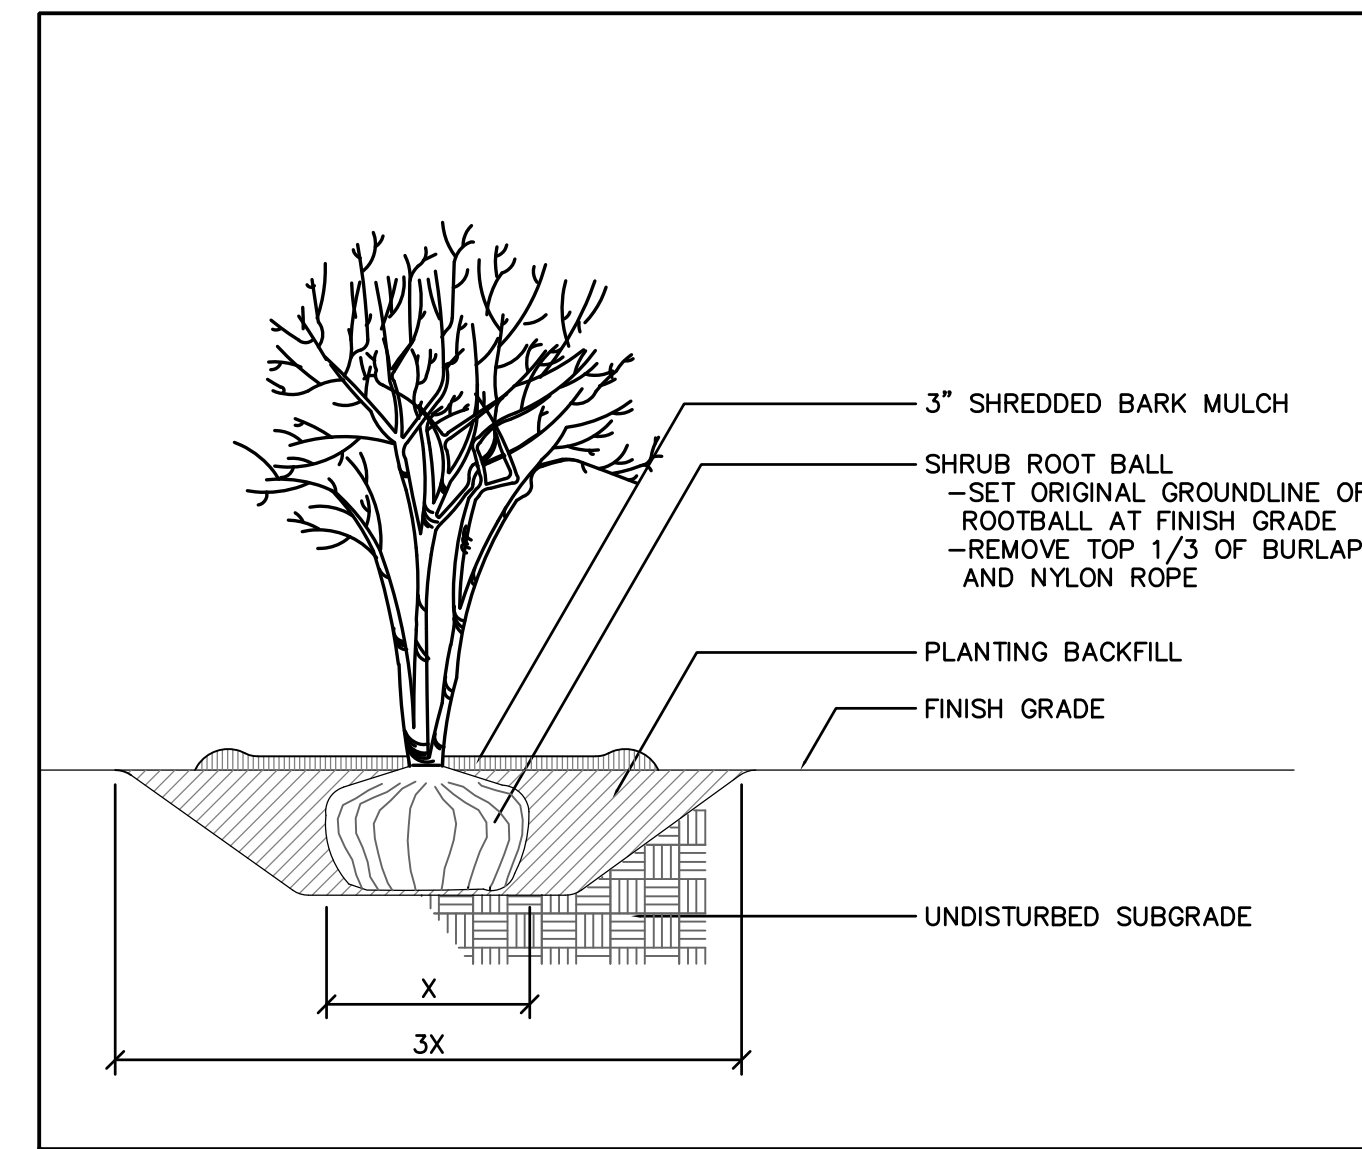 3” SHREDDED BARK MULCH
SHRUB ROOT BALL
-SET ORIGINAL GROUNDLINE OF
ROOTBALL AT FINISH GRADE
-REMOVE TOP 1/3 OF BURLAP
AND NYLON ROPE
PLANTING BACKFILL
FINISH GRADE
UNDISTURBED SUBGRADE
X
3X